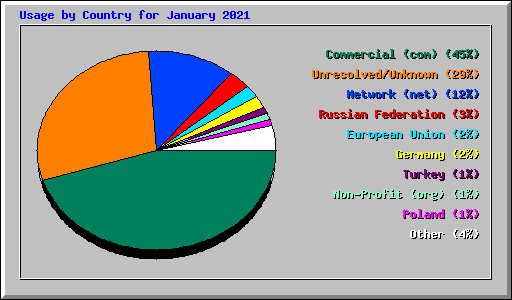 Usage by Country for January 2021
Commercial (com) (45%)
Unresolved/Unknown (29%)
Network (net) (12%)
Russian Federation (3%)
European Union (2%)
Germany (2%)
Turkey (1%)
Non-Profit (org) (1%)
Poland (1%)
Other (4%)